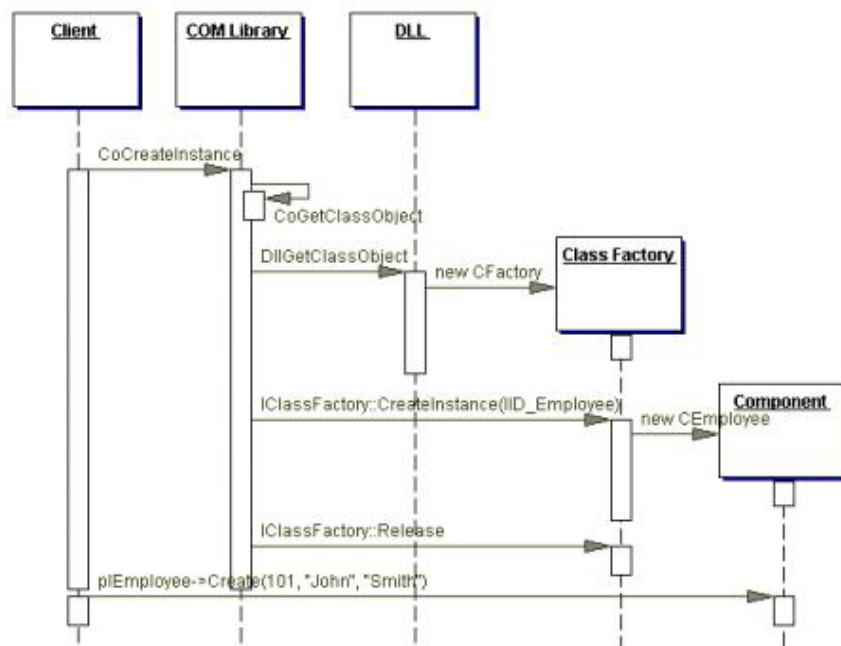 Client
COM Library
DLL
CoCreateInstance
CoGetClassObject
DllGetClassObject
new CFactory
Class Factory
IClassFactory::CreateInstance(IID_Employee)
new CEmployee
Component
IClassFactory::Release
pIEmployee->Create(101, "John", "Smith")